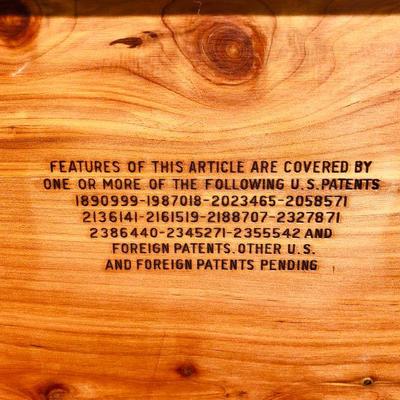 FEATURES OF THIS ARTICLE ARE COVERED BY
ONE OR MORE OF THE FOLLOWING U.S. PATENTS
1890999-1987018-2023465-2058571
2136141-2161519-2188707-2327871
2386440-2345271-2355542 AND
FOREIGN PATENTS. OTHER U.S.
AND FOREIGN PATENTS PENDING